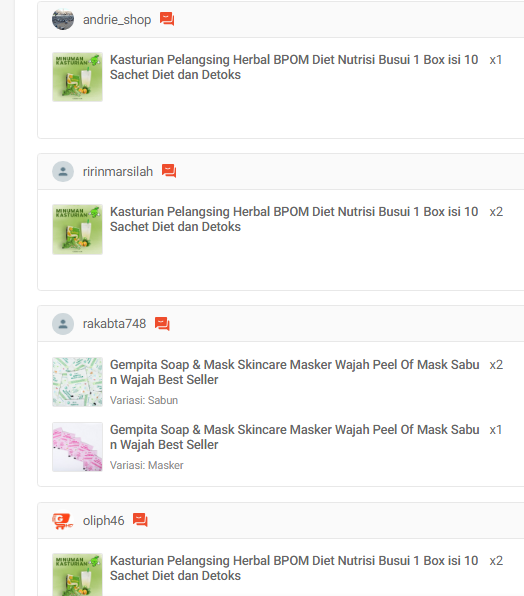 andrie_shop
MINUMAN
KASTURIAN
Kasturian Pelangsing Herbal BPOM Diet Nutrisi Busui 1 Box isi 10 x1
Sachet Diet dan Detoks
ririnmarsilah
MINUMAN
KASTURIAN
Kasturian Pelangsing Herbal BPOM Diet Nutrisi Busui 1 Box isi 10 x2
Sachet Diet dan Detoks
rakabta748
Gempita Soap & Mask Skincare Masker Wajah Peel Of Mask Sabu x2
n Wajah Best Seller
Variasi: Sabun
Gempita Soap & Mask Skincare Masker Wajah Peel Of Mask Sabu x1
n Wajah Best Seller
Variasi: Masker
oliph46
MINUMAN
KASTURIAN
Kasturian Pelangsing Herbal BPOM Diet Nutrisi Busui 1 Box isi 10 x2
Sachet Diet dan Detoks